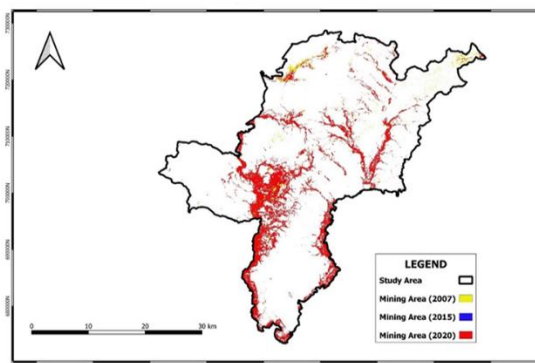 LEGEND
Study Area
Mining Area (2007)
Mining Area (2015)
Mining Area (2020)
0 10 20 30 km